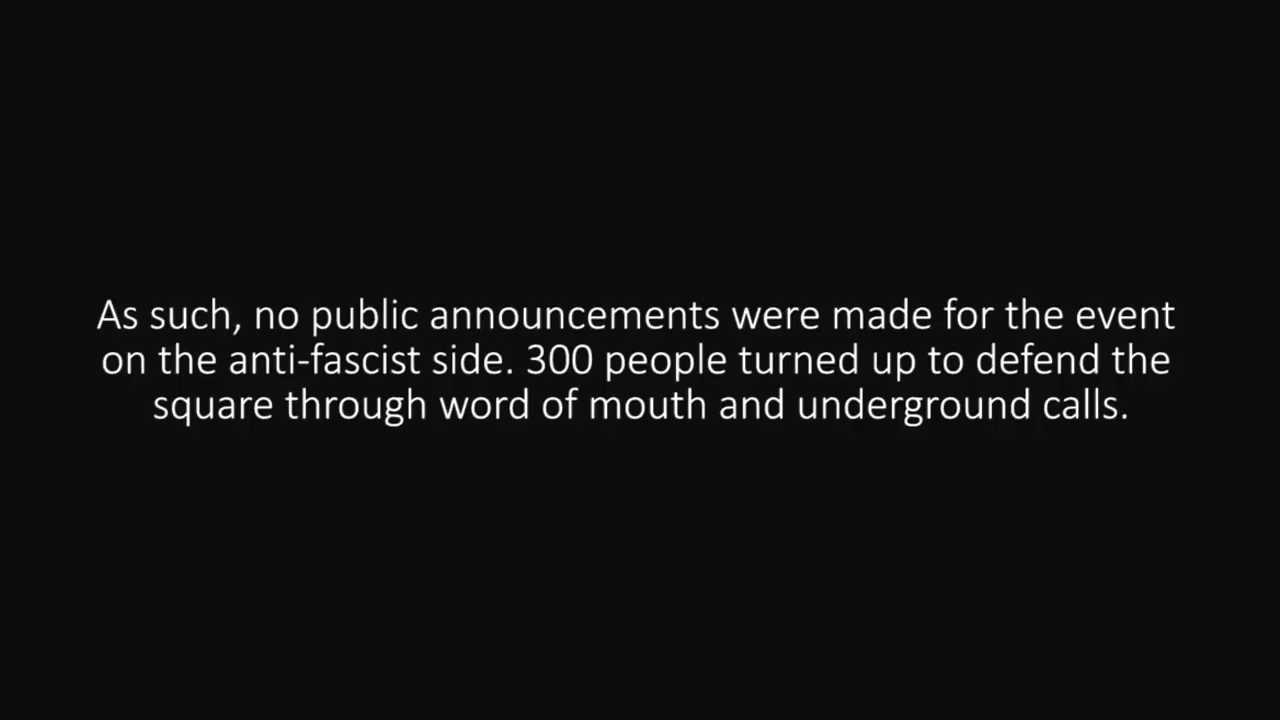 As such, no public announcements were made for the event
on the anti-fascist side. 300 people turned up to defend the
square through word of mouth and underground calls.